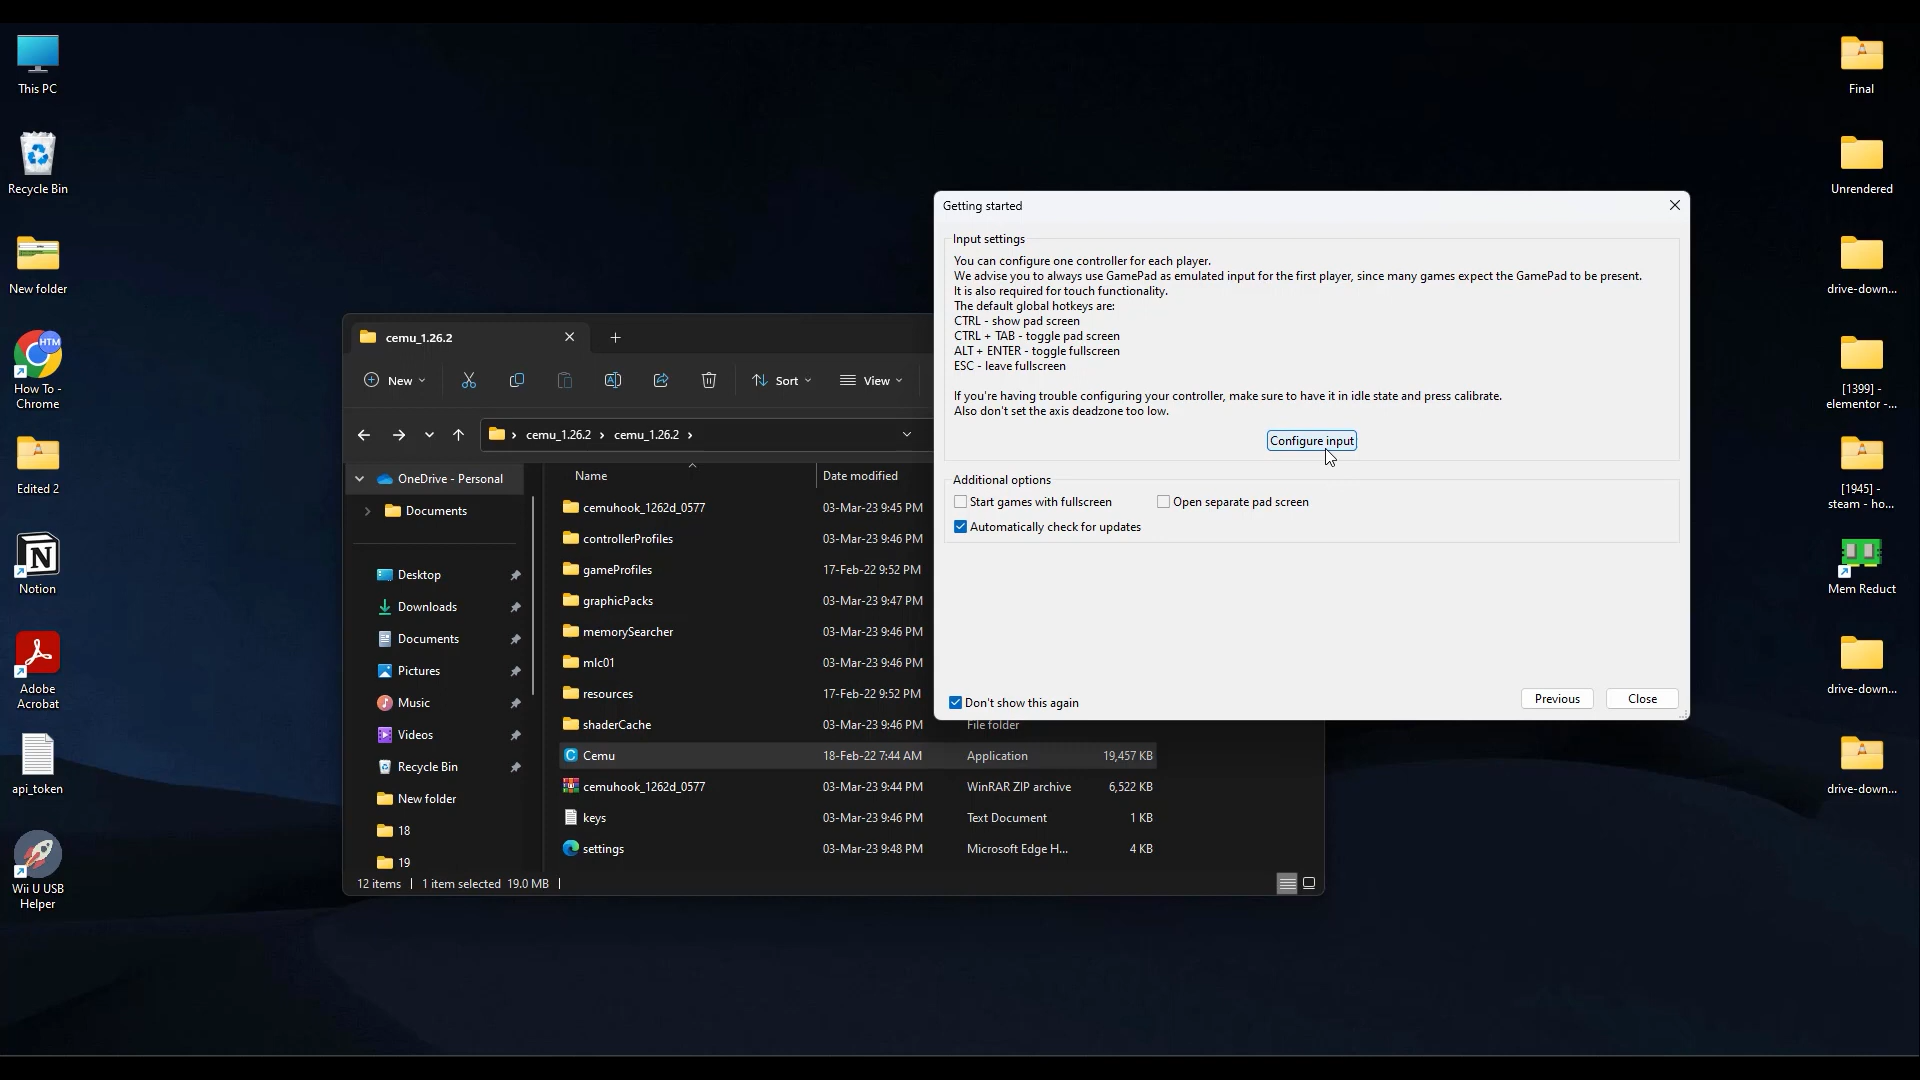 This PC
Recycle Bin
New folder
HTM
How To -
Chrome
Edited 2
Notion
Adobe
Acrobat
api_token
Wii U USB
Helper
cemu_1.26.2
New
Sort
View
cemu_1.26.2 › cemu_1.26.2 ›
OneDrive - Personal
Documents
Desktop
Downloads
Documents
Pictures
Music
Videos
Recycle Bin
New folder
18
19
Name Date modified
cemuhook_1262d_0577 03-Mar-23 9:45 PM
controllerProfiles 03-Mar-23 9:46 PM
gameProfiles 17-Feb-22 9:52 PM
graphicPacks 03-Mar-23 9:47 PM
memorySearcher 03-Mar-23 9:46 PM
mlc01 03-Mar-23 9:46 PM
resources 17-Feb-22 9:52 PM
shaderCache 03-Mar-23 9:46 PM File folder
Cemu 18-Feb-22 7:44 AM Application 19,457 KB
cemuhook_1262d_0577 03-Mar-23 9:44 PM WinRAR ZIP archive 6,522 KB
keys 03-Mar-23 9:46 PM Text Document 1 KB
settings 03-Mar-23 9:48 PM Microsoft Edge H... 4 KB
12 items 1 item selected 19.0 MB
Getting started
Input settings
You can configure one controller for each player.
We advise you to always use GamePad as emulated input for the first player, since many games expect the GamePad to be present.
It is also required for touch functionality.
The default global hotkeys are:
CTRL - show pad screen
CTRL + TAB - toggle pad screen
ALT + ENTER - toggle fullscreen
ESC - leave fullscreen
If you're having trouble configuring your controller, make sure to have it in idle state and press calibrate.
Also don't set the axis deadzone too low.
Configure input
Additional options
Start games with fullscreen Open separate pad screen
Automatically check for updates
Don't show this again
Previous Close
Final
Unrendered
drive-down...
[1399] -
elementor -...
[1945] -
steam - ho...
Mem Reduct
drive-down...
drive-down...